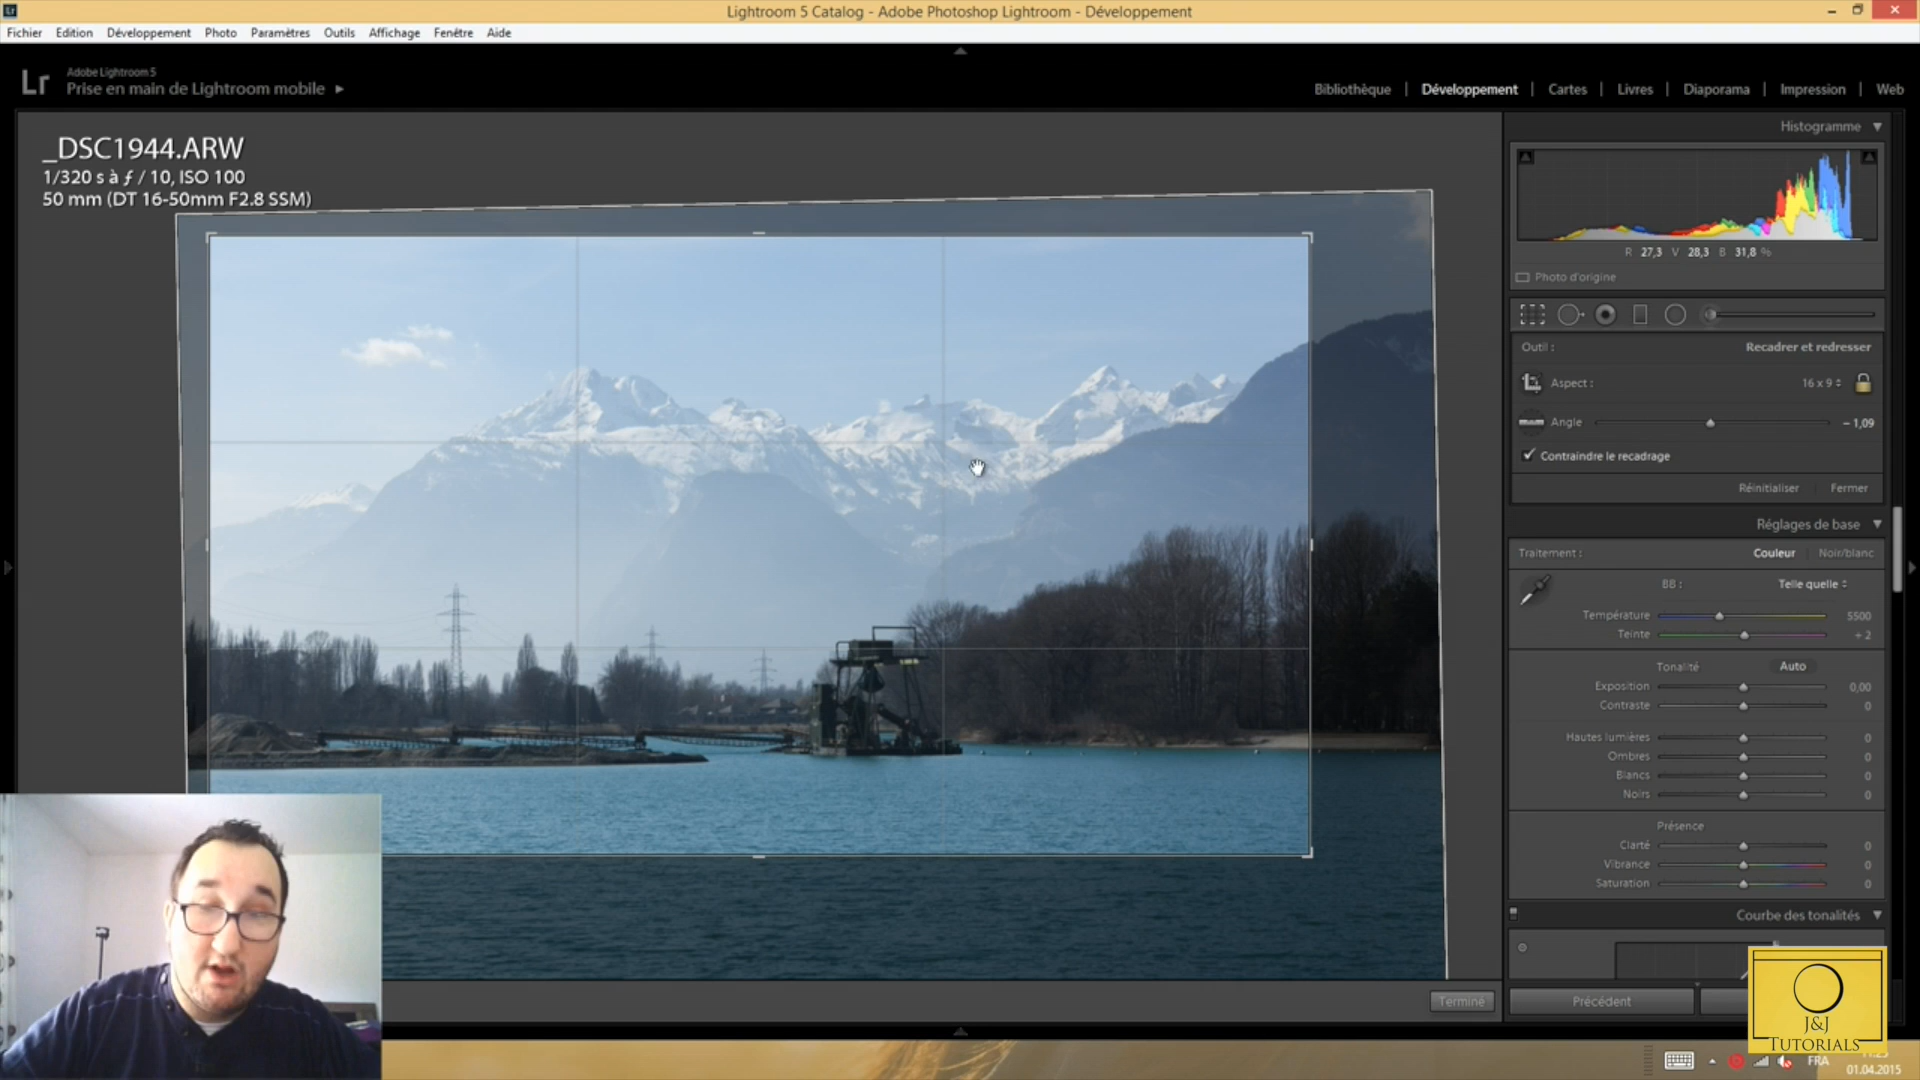 Lightroom 5 Catalog - Adobe Photoshop Lightroom - Développement
Fichier Edition Développement Photo Paramètres Outils Affichage Fenêtre Aide
Adobe Lightroom 5
Lr Prise en main de Lightroom mobile
Bibliothèque | Développement | Cartes | Livres | Diaporama | Impression | Web
_DSC1944.ARW
1/320 s à ƒ / 10, ISO 100
50 mm (DT 16-50mm F2.8 SSM)
Histogramme
R 27,3 V 28,3 B 31,8 %
Photo d'origine
Outil : Recadrer et redresser
Aspect : 16 x 9
Angle - 1,09
Contraindre le recadrage
Réinitialiser Fermer
Réglages de base
Traitement : Couleur Noir/blanc
BB : Telle quelle
Température 5500
Teinte + 2
Tonalité Auto
Exposition 0,00
Contraste 0
Hautes lumières 0
Ombres 0
Blancs 0
Noirs 0
Présence
Clarté 0
Vibrance 0
Saturation 0
Courbe des tonalités
Terminé Précédent
J&J
TUTORIALS
FRA
01.04.2015